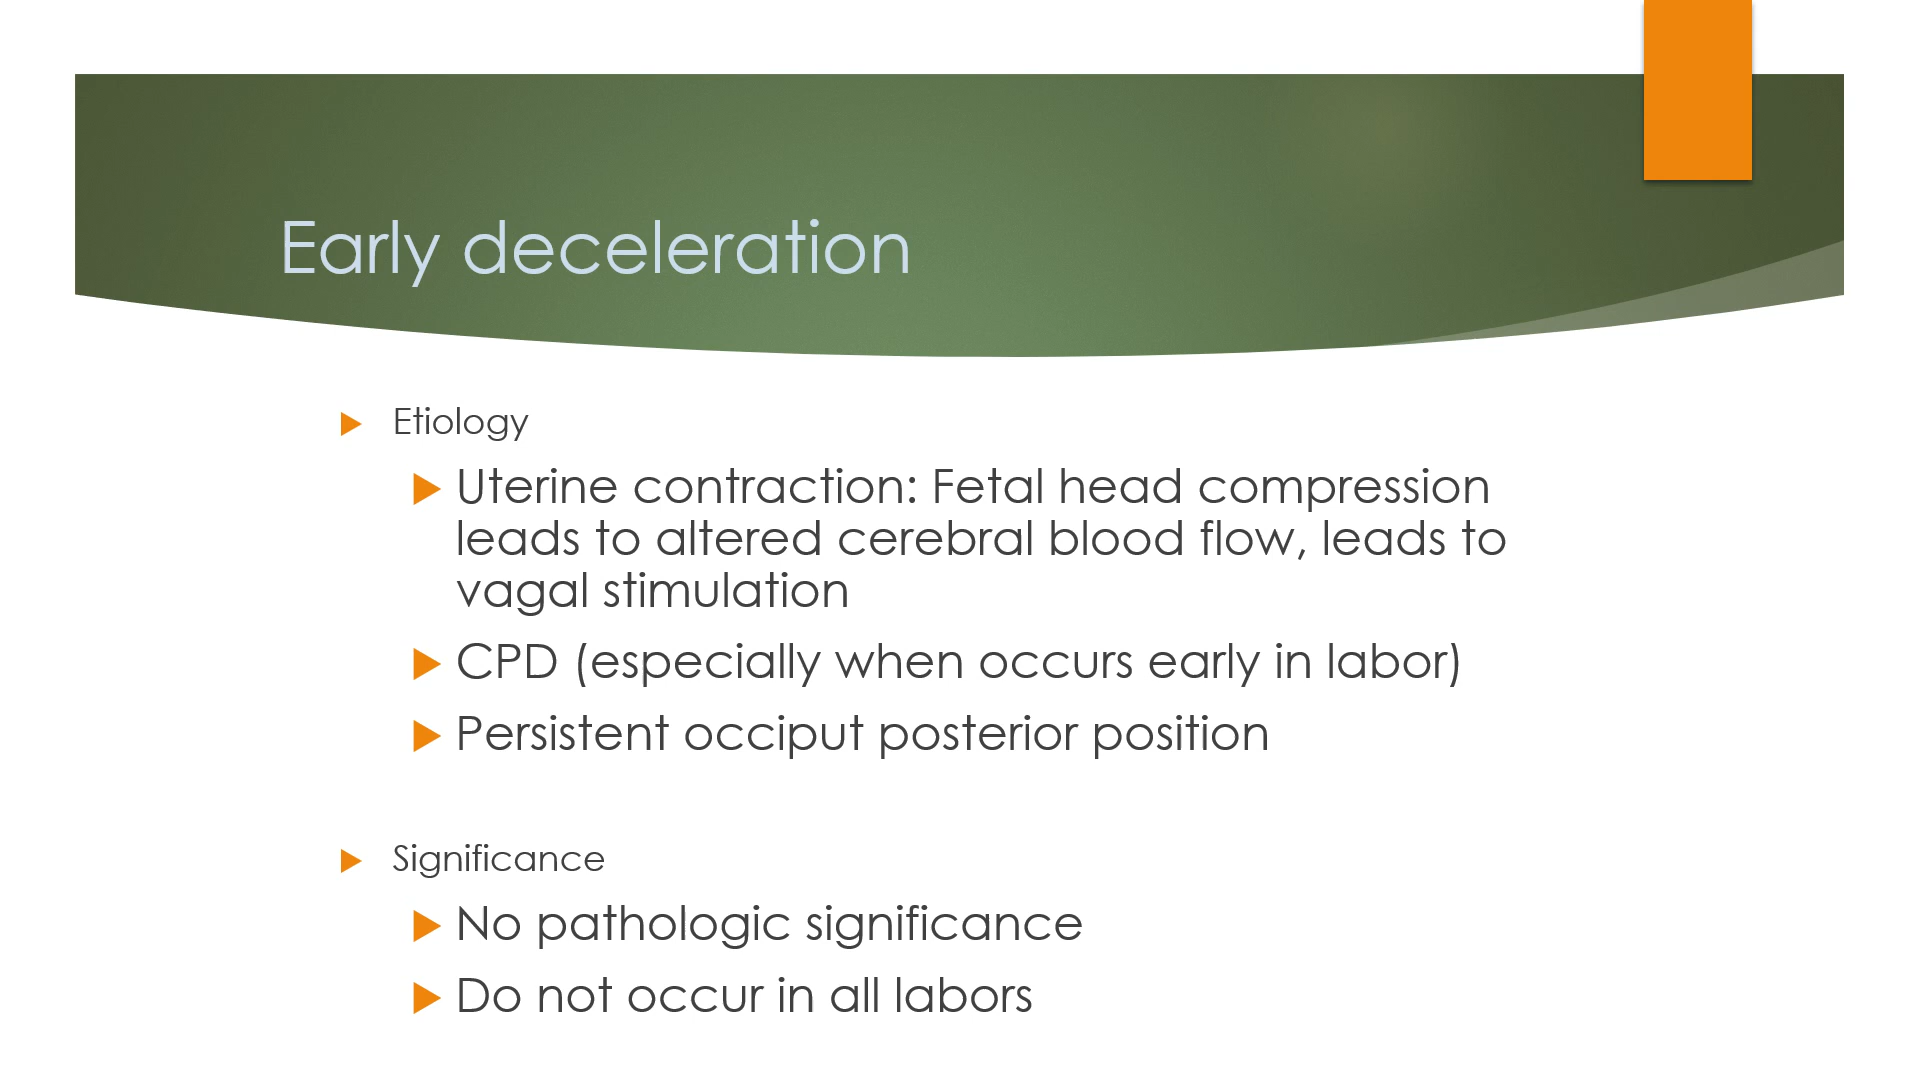 Early deceleration
Etiology
Uterine contraction: Fetal head compression
leads to altered cerebral blood flow, leads to
vagal stimulation
CPD (especially when occurs early in labor)
Persistent occiput posterior position
Significance
No pathologic significance
Do not occur in all labors